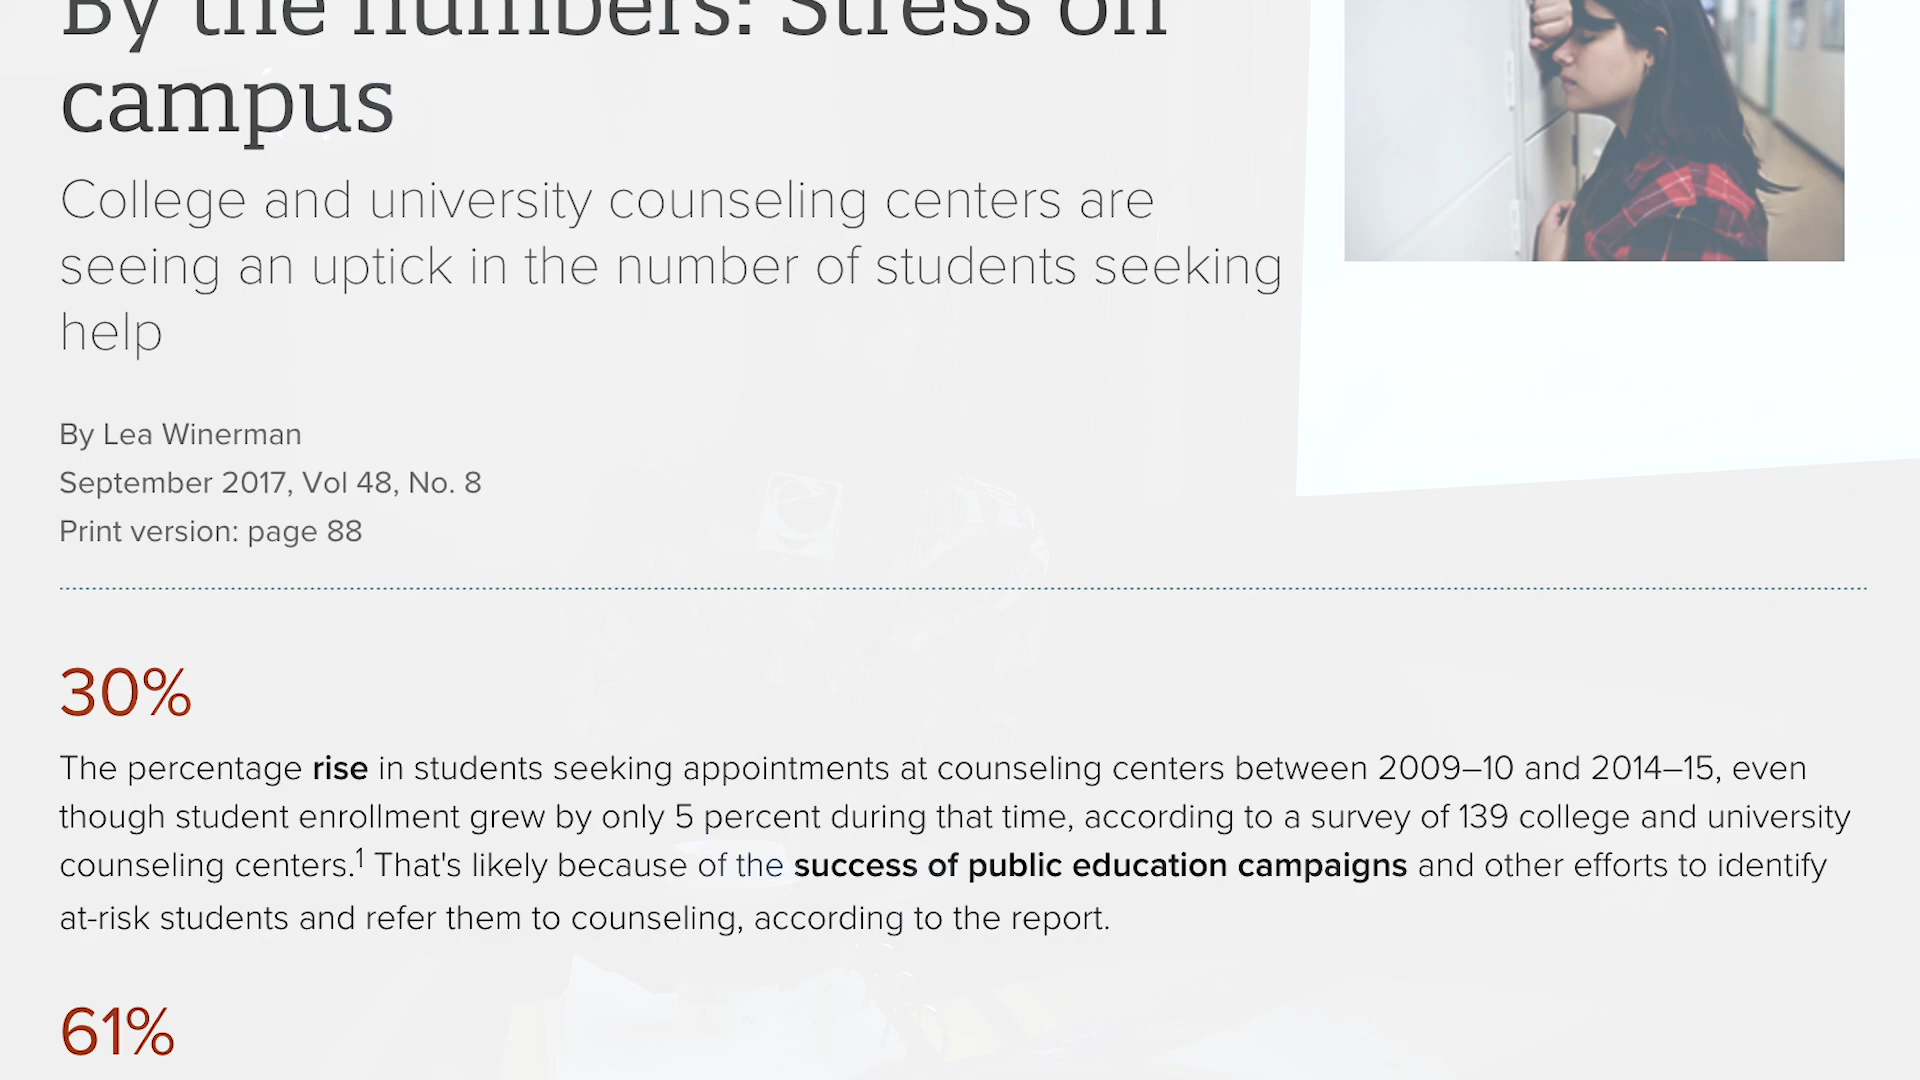 By the numbers: Stress on
campus
College and university counseling centers are
seeing an uptick in the number of students seeking
help
By Lea Winerman
September 2017, Vol 48, No. 8
Print version: page 88
30%
The percentage rise in students seeking appointments at counseling centers between 2009–10 and 2014–15, even
though student enrollment grew by only 5 percent during that time, according to a survey of 139 college and university
counseling centers.1 That's likely because of the success of public education campaigns and other efforts to identify
at-risk students and refer them to counseling, according to the report.
61%